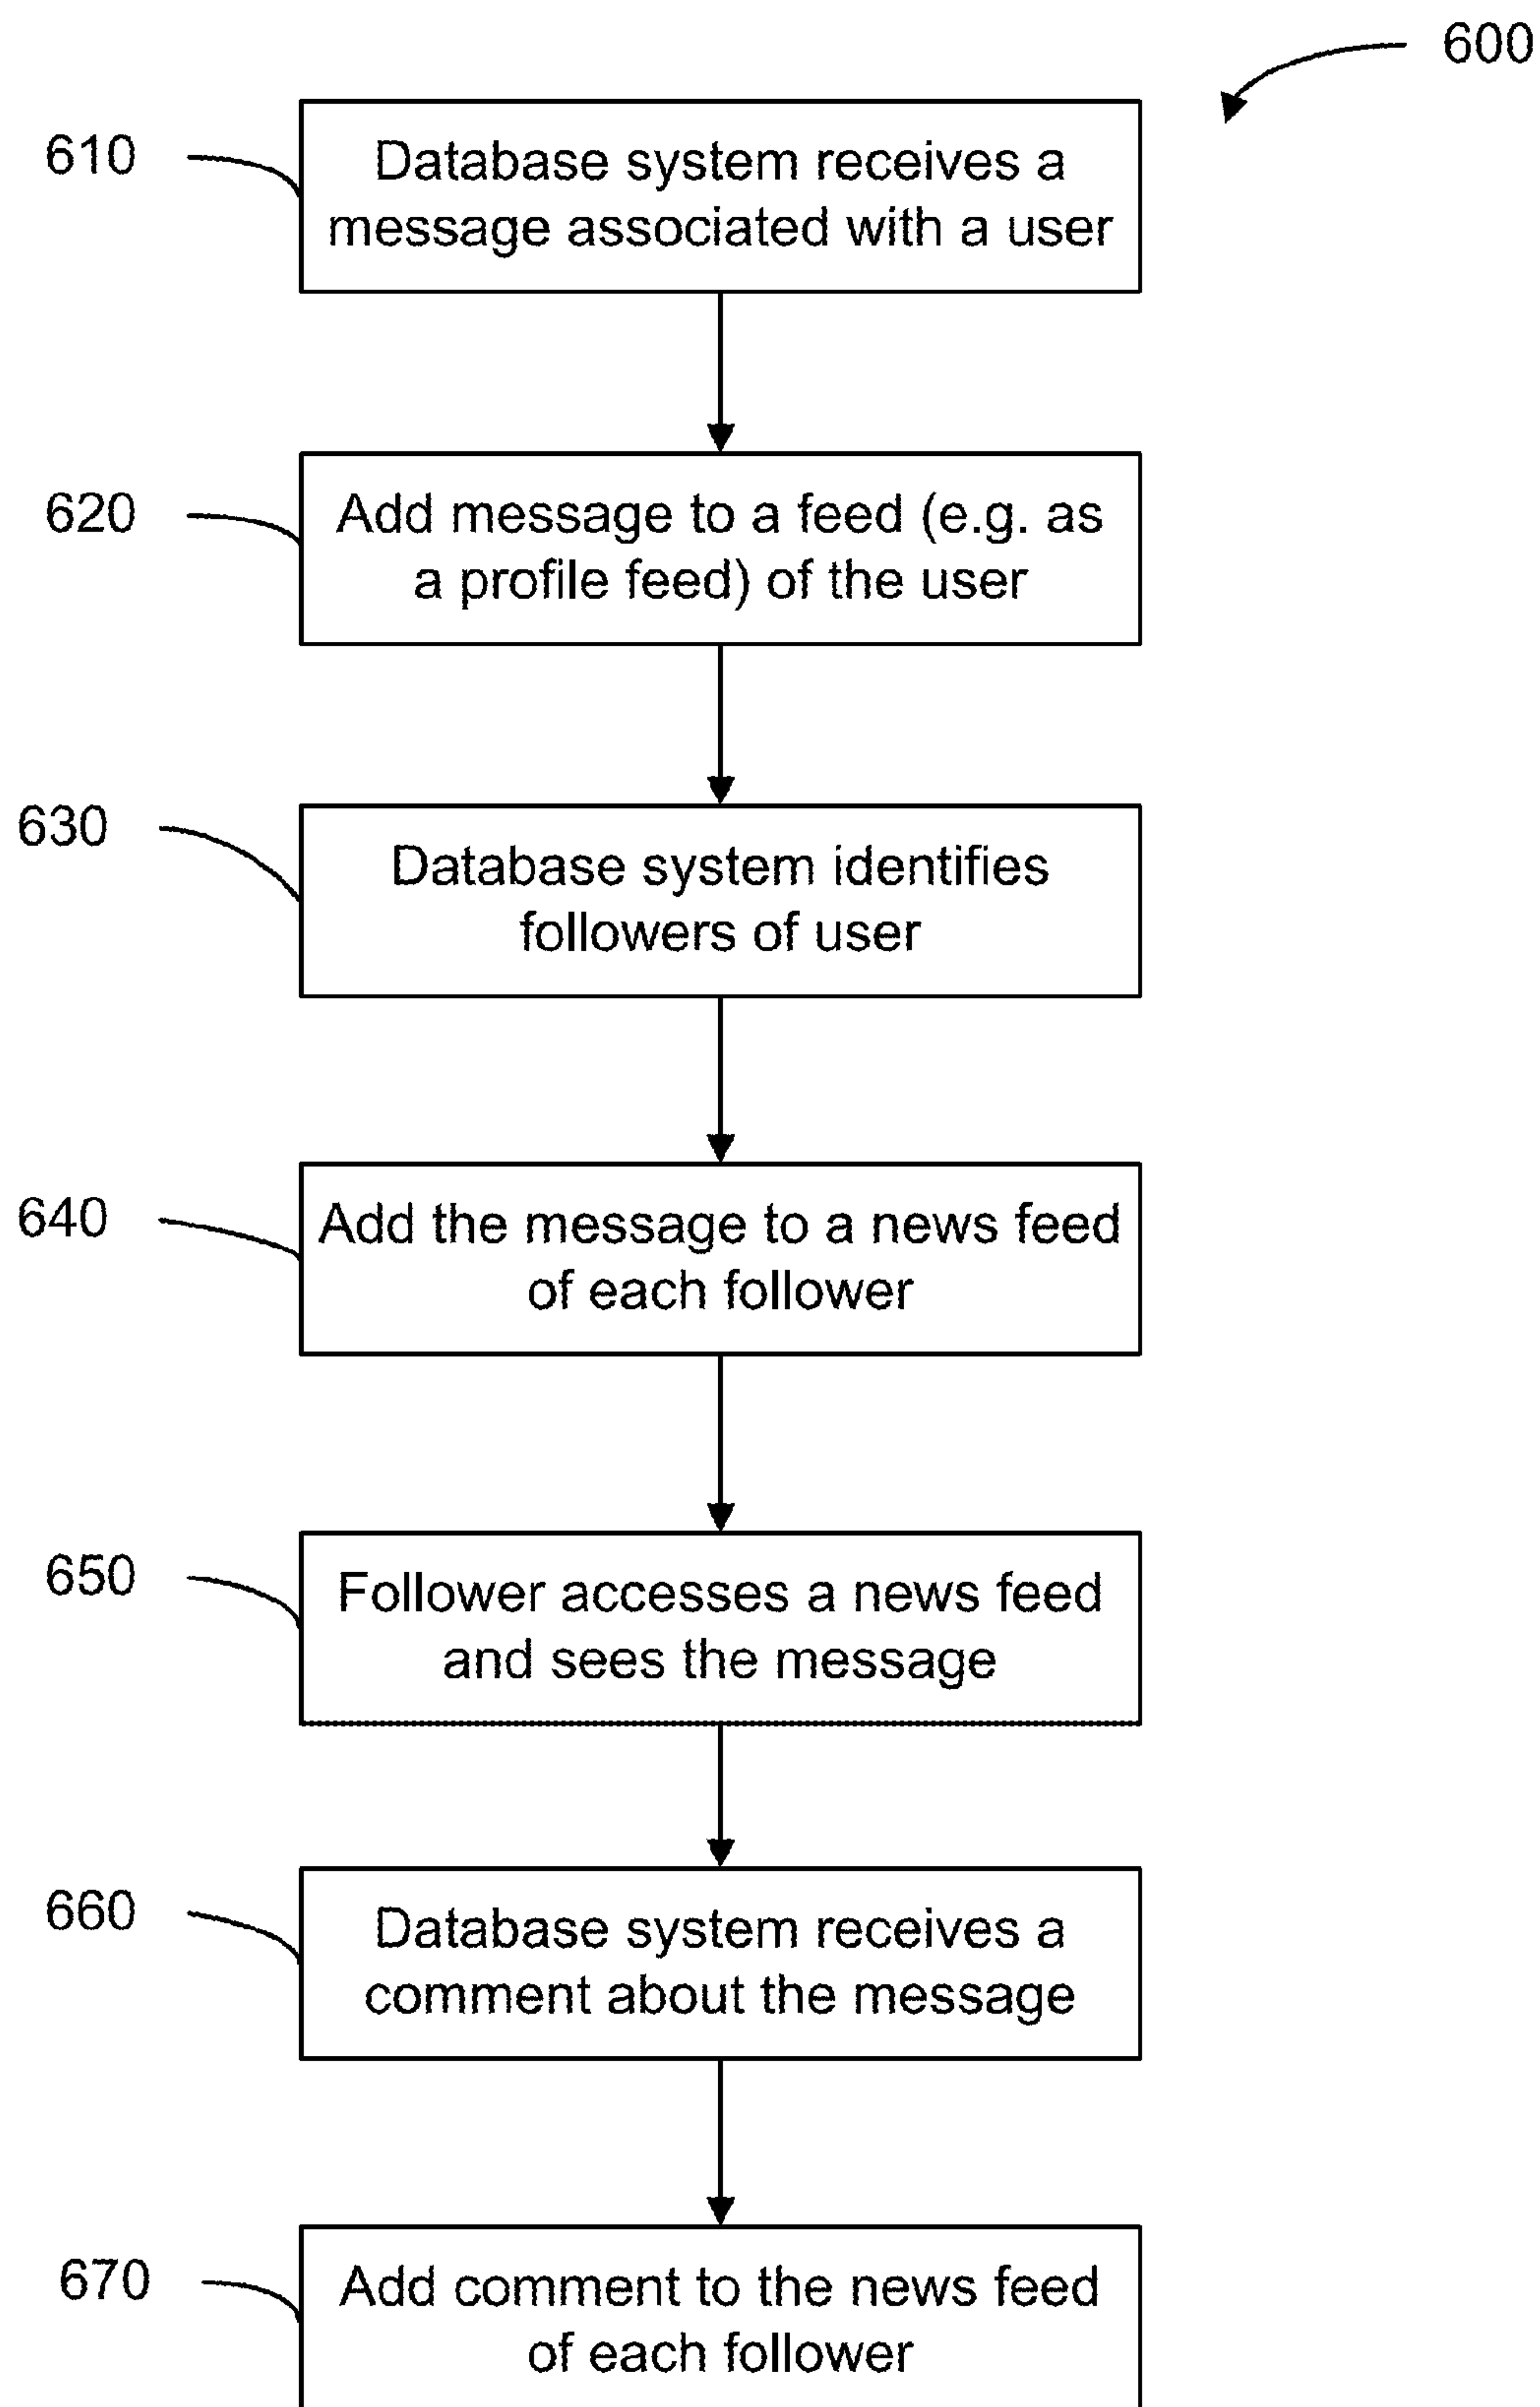 600
610
Database system receives a
message associated with a user
620
Add message to a feed (e.g. as
a profile feed) of the user
630
Database system identifies
followers of user
640
Add the message to a news feed
of each follower
650
Follower accesses a news feed
and sees the message
660
Database system receives a
comment about the message
670
Add comment to the news feed
of each follower